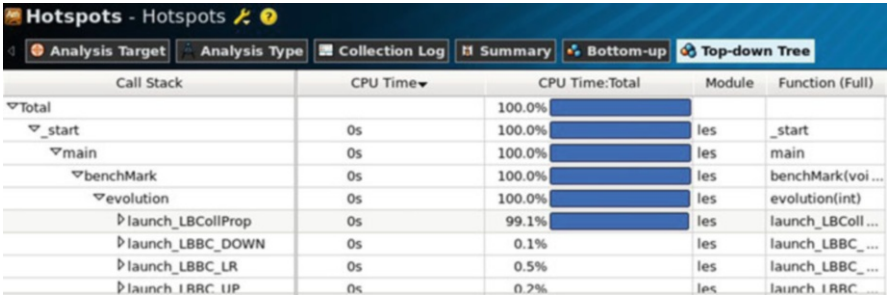 Hotspots - Hotspots
Analysis Target Analysis Type Collection Log Summary Bottom-up Top-down Tree
Call Stack CPU Time CPU Time:Total Module Function (Full)
Total 100.0%
_start 0s 100.0% les _start
main 0s 100.0% les main
benchMark 0s 100.0% les benchMark(voi ...
evolution 0s 100.0% les evolution(int)
launch_LBCollProp 0s 99.1% les launch_LBColl ...
launch_LBBC_DOWN 0s 0.1% les launch_LBBC_ ...
launch_LBBC_LR 0s 0.5% les launch_LBBC_ ...
launch_LBBC_UP 0s 0.2% les launch_LBBC_ ...